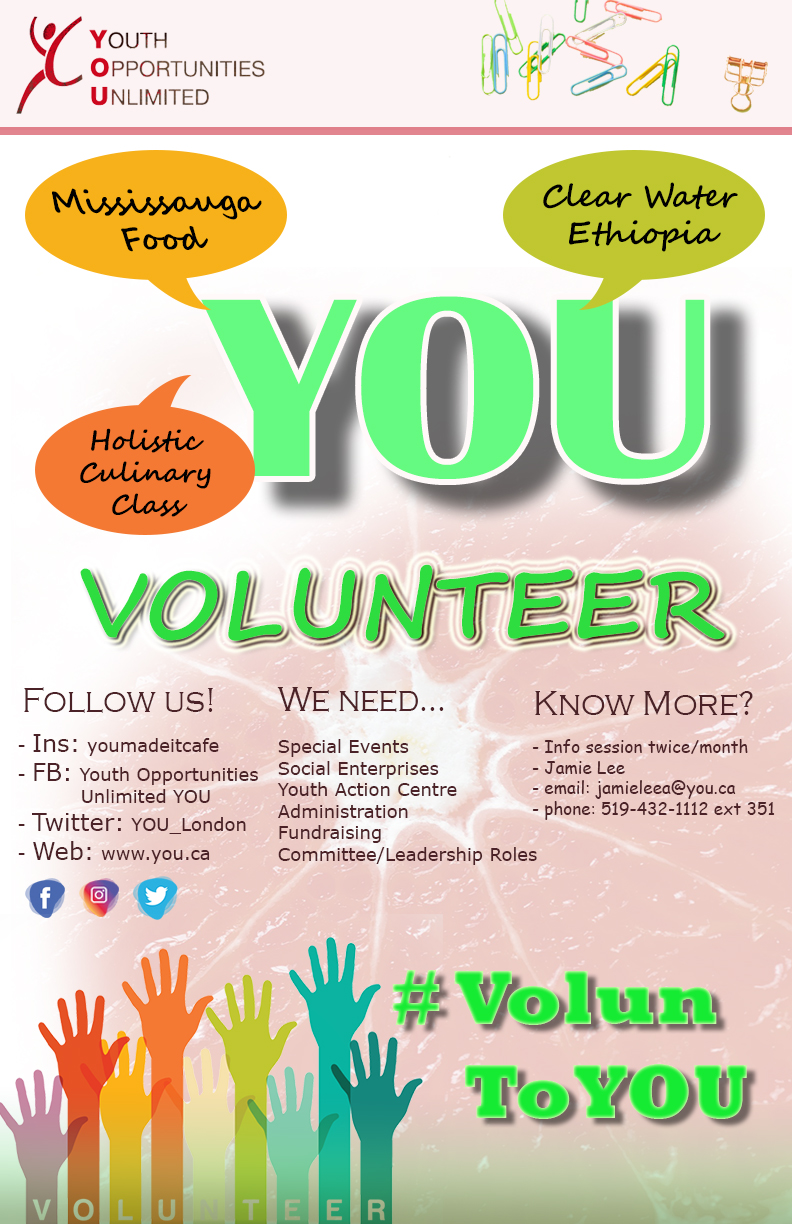 YOUTH
OPPORTUNITIES
UNLIMITED
Mississauga
Food
Clear Water
Ethiopia
YOU
Holistic
Culinary
Class
VOLUNTEER
FOLLOW US!
- Ins: youmadeitcafe
- FB: Youth Opportunities
Unlimited YOU
- Twitter: YOU_London
- Web: www.you.ca
WE NEED...
Special Events
Social Enterprises
Youth Action Centre
Administration
Fundraising
Committee/Leadership Roles
KNOW MORE?
- Info session twice/month
- Jamie Lee
- email: jamieleea@you.ca
- phone: 519-432-1112 ext 351
# Volun
ToYOU
VOLUNTEER